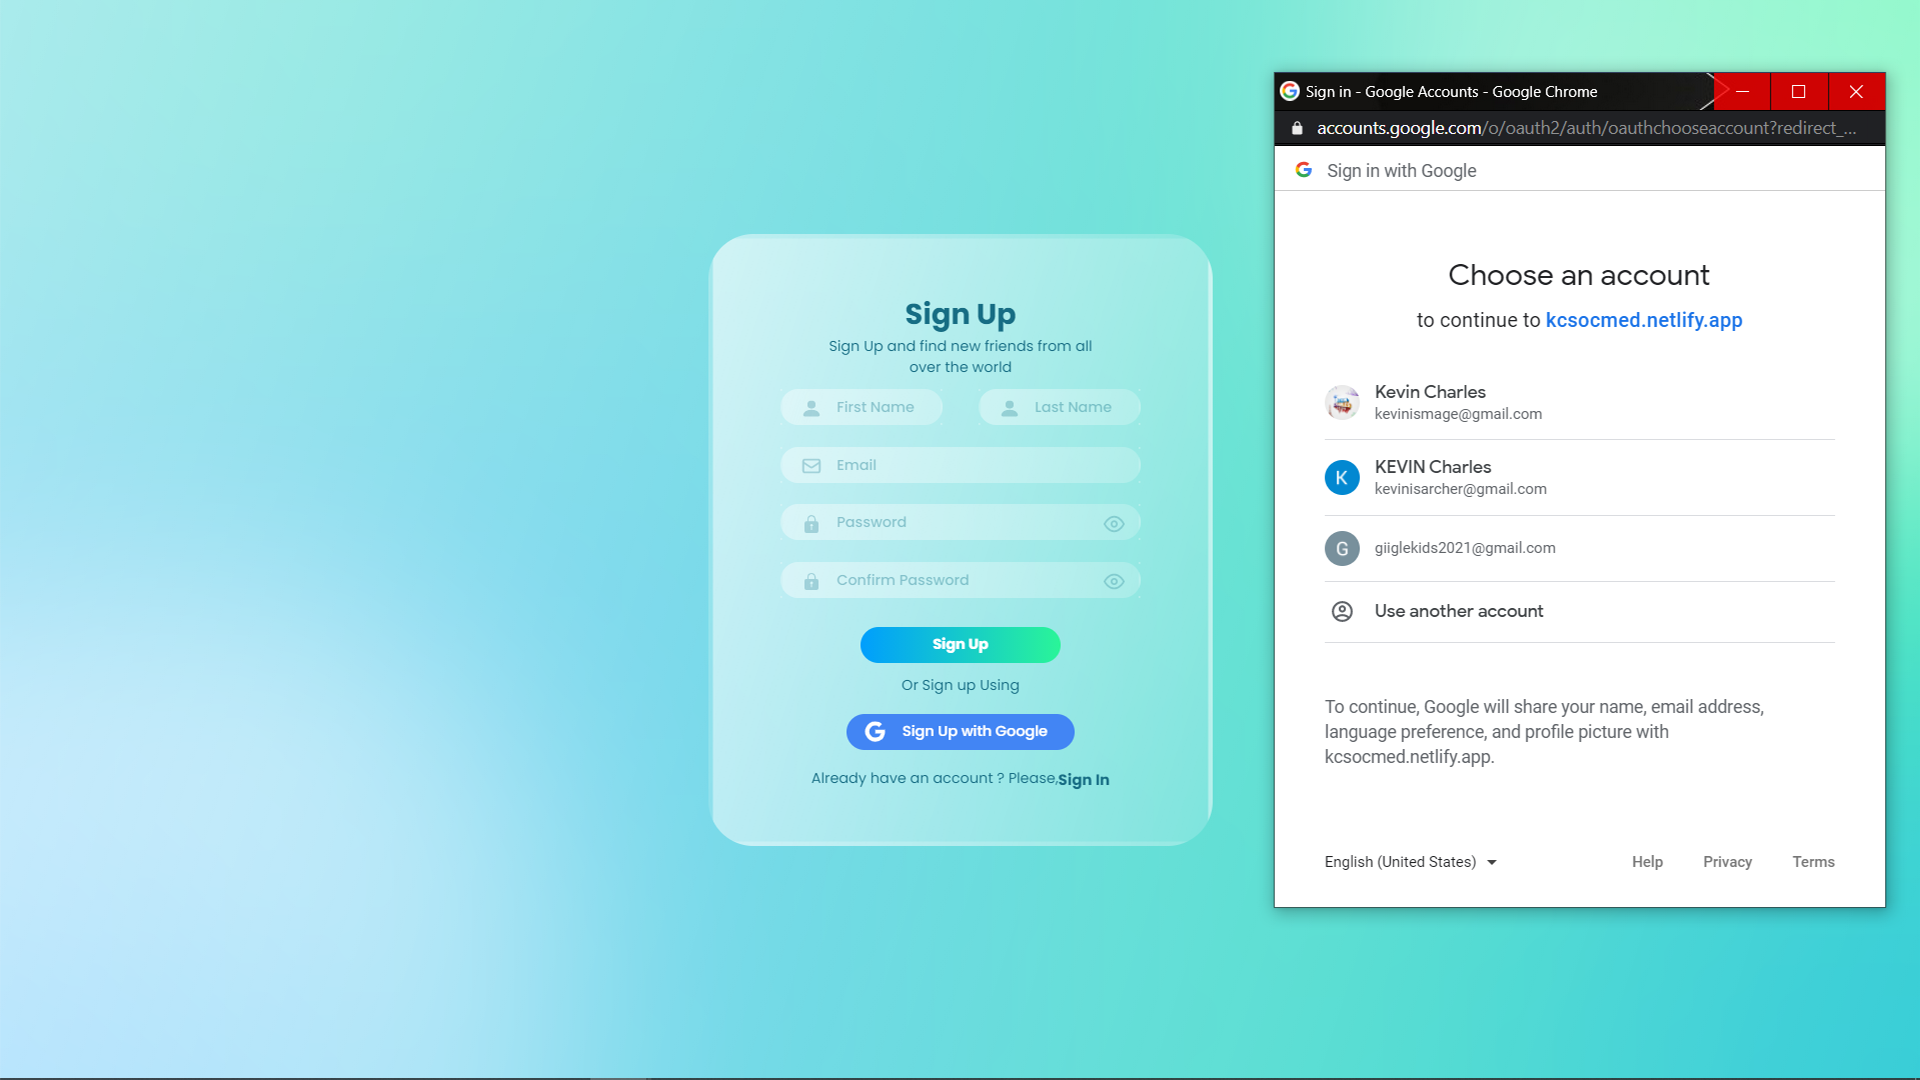 Sign Up
Sign Up and find new friends from all
over the world
First Name
Last Name
Email
Password
Confirm Password
Sign Up
Or Sign up Using
Sign Up with Google
Already have an account ? Please,Sign In
Sign in - Google Accounts - Google Chrome
accounts.google.com/o/oauth2/auth/oauthchooseaccount?redirect_...
Sign in with Google
Choose an account
to continue to kcsocmed.netlify.app
Kevin Charles
kevinismage@gmail.com
K
KEVIN Charles
kevinisarcher@gmail.com
G
giiglekids2021@gmail.com
Use another account
To continue, Google will share your name, email address,
language preference, and profile picture with
kcsocmed.netlify.app.
English (United States)
Help
Privacy
Terms